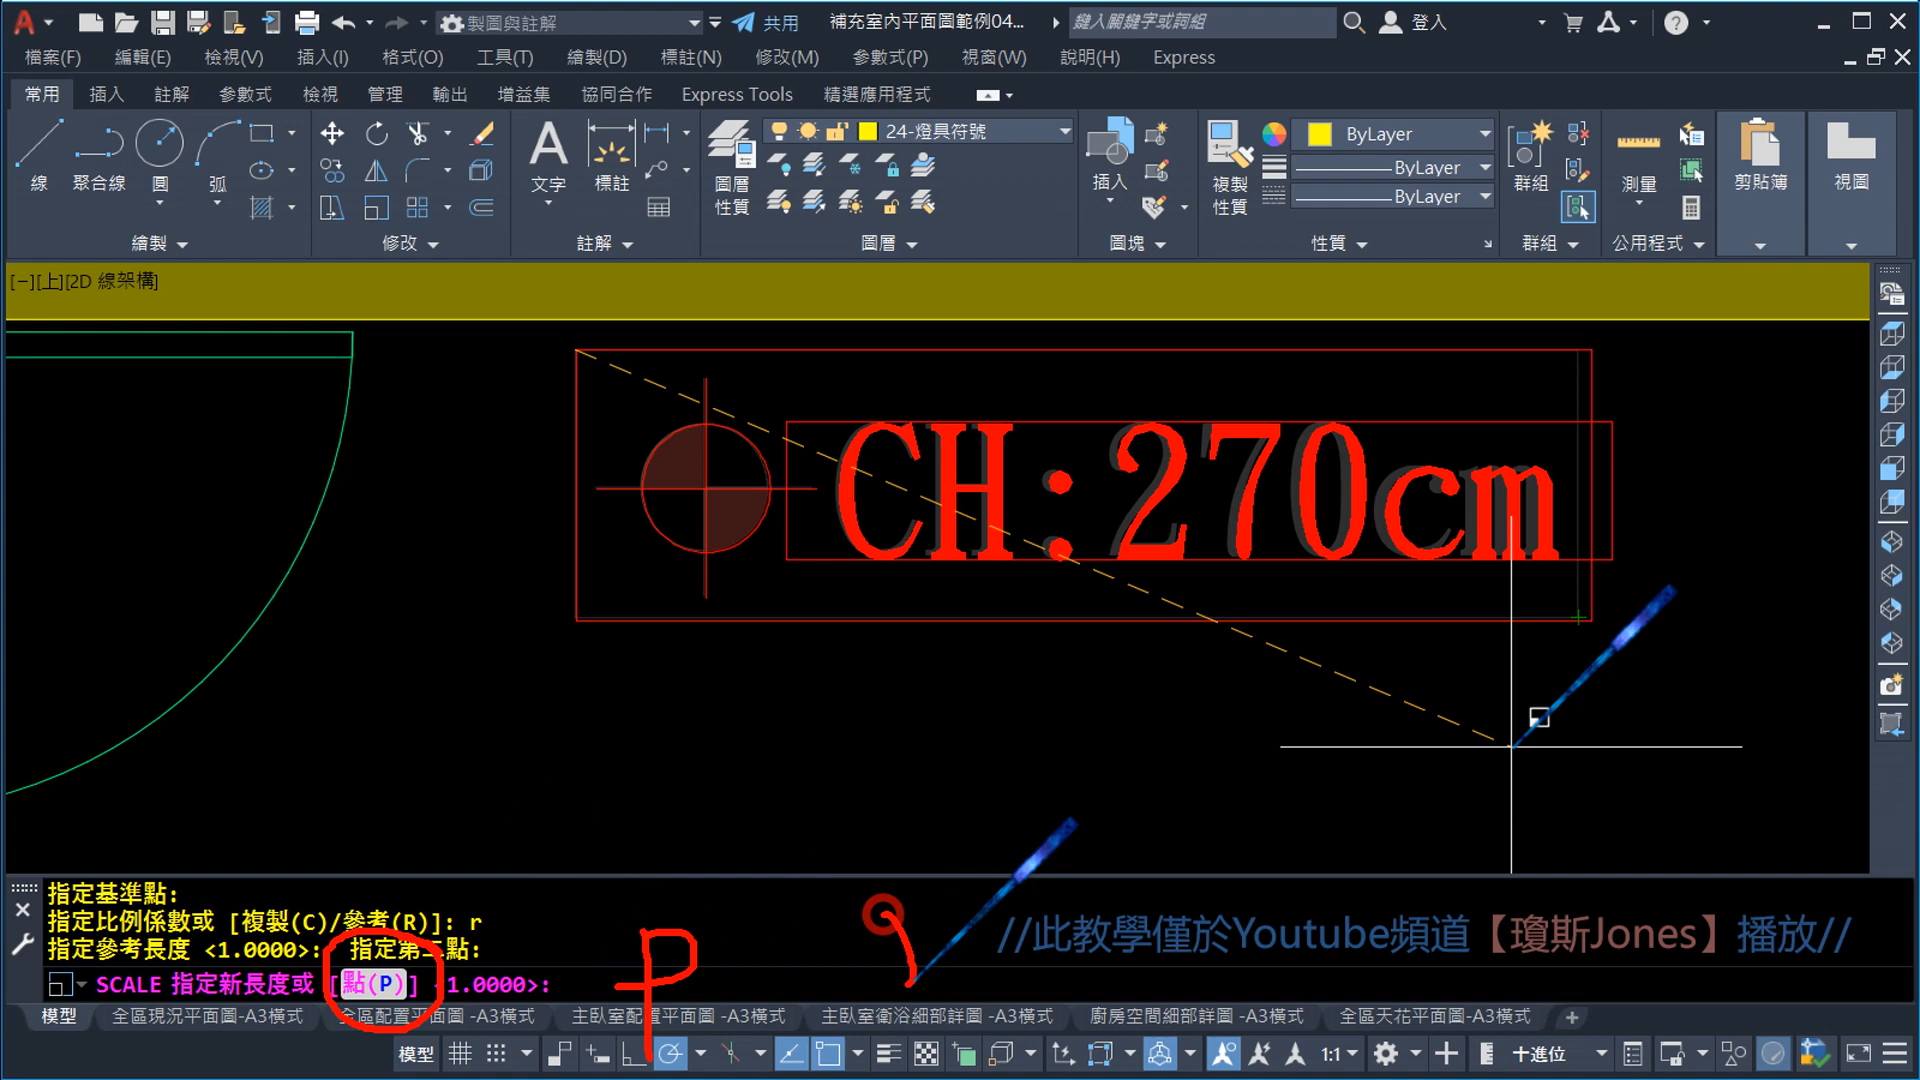 製圖與註解
共用
補充室內平面圖範例04...
鍵入關鍵字或詞組
登入
檔案(F) 編輯(E) 檢視(V) 插入(I) 格式(O) 工具(T) 繪製(D) 標註(N) 修改(M) 參數式(P) 視窗(W) 說明(H) Express
常用 插入 註解 參數式 檢視 管理 輸出 增益集 協同合作 Express Tools 精選應用程式
線 聚合線 圓 弧
文字 標註
圖層性質
24-燈具符號
插入
複製性質
ByLayer
ByLayer
ByLayer
群組
測量
剪貼簿
視圖
繪製 修改 註解 圖層 圖塊 性質 群組 公用程式
[−][上][2D 線架構]
CH:270cm
指定基準點:
指定比例係數或 [複製(C)/參考(R)]: r
指定參考長度 <1.0000>: 指定第二點:
SCALE 指定新長度或 [點(P)] <1.0000>:
P
//此教學僅於Youtube頻道【瓊斯Jones】播放//
模型 全區現況平面圖-A3橫式 全區配置平面圖 -A3橫式 主臥室配置平面圖 -A3橫式 主臥室衛浴細部詳圖 -A3橫式 廚房空間細部詳圖 -A3橫式 全區天花平面圖-A3橫式
模型 1:1 十進位